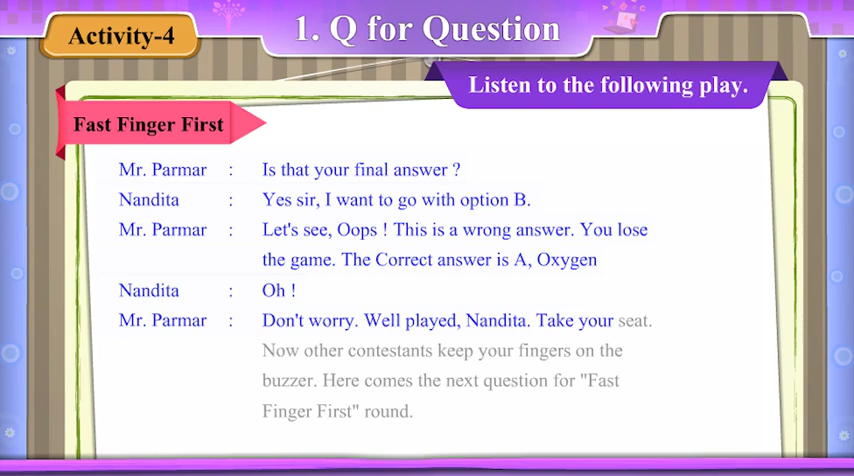 Activity-4
1. Q for Question
Listen to the following play.
Fast Finger First
Mr. Parmar : Is that your final answer ?
Nandita : Yes sir, I want to go with option B.
Mr. Parmar : Let's see, Oops ! This is a wrong answer. You lose
the game. The Correct answer is A, Oxygen
Nandita : Oh !
Mr. Parmar : Don't worry. Well played, Nandita. Take your seat.
Now other contestants keep your fingers on the
buzzer. Here comes the next question for "Fast
Finger First" round.